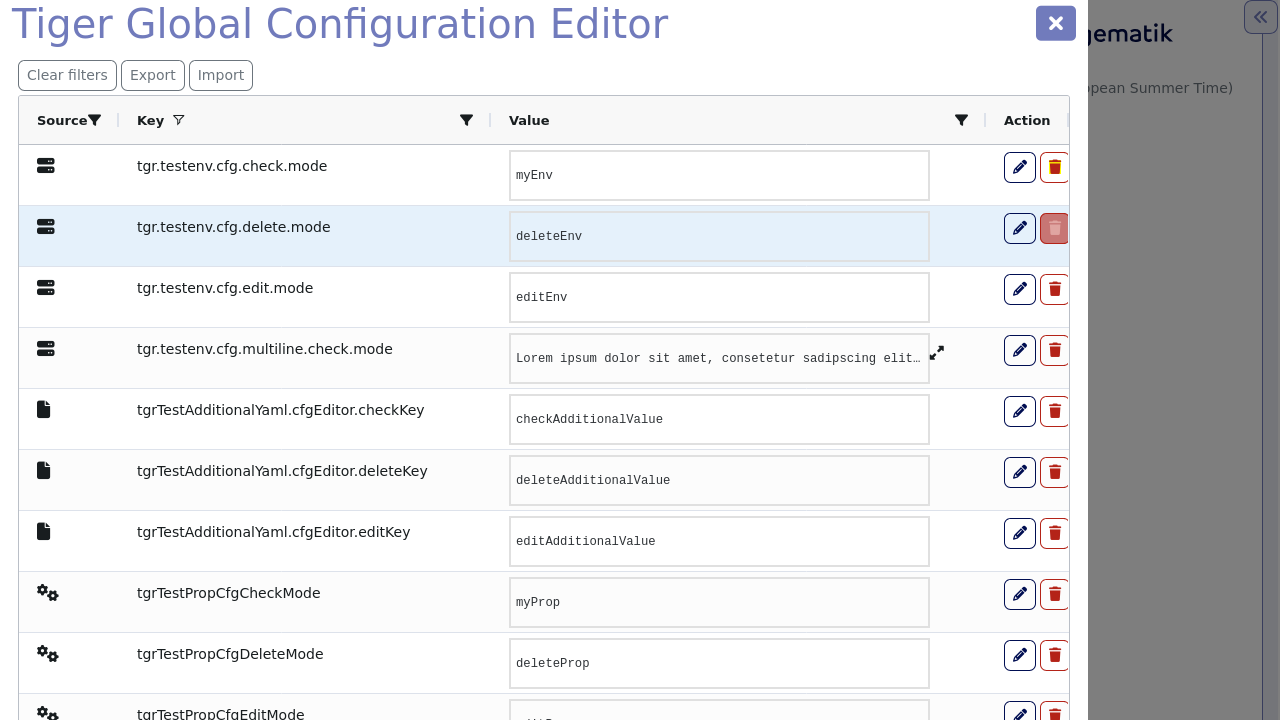 Tiger Global Configuration Editor
gematik
Clear filters Export Import
opean Summer Time)
Source Key Value Action
tgr.testenv.cfg.check.mode myEnv
tgr.testenv.cfg.delete.mode deleteEnv
tgr.testenv.cfg.edit.mode editEnv
tgr.testenv.cfg.multiline.check.mode Lorem ipsum dolor sit amet, consetetur sadipscing elit…
tgrTestAdditionalYaml.cfgEditor.checkKey checkAdditionalValue
tgrTestAdditionalYaml.cfgEditor.deleteKey deleteAdditionalValue
tgrTestAdditionalYaml.cfgEditor.editKey editAdditionalValue
tgrTestPropCfgCheckMode myProp
tgrTestPropCfgDeleteMode deleteProp
tgrTestPropCfgEditMode